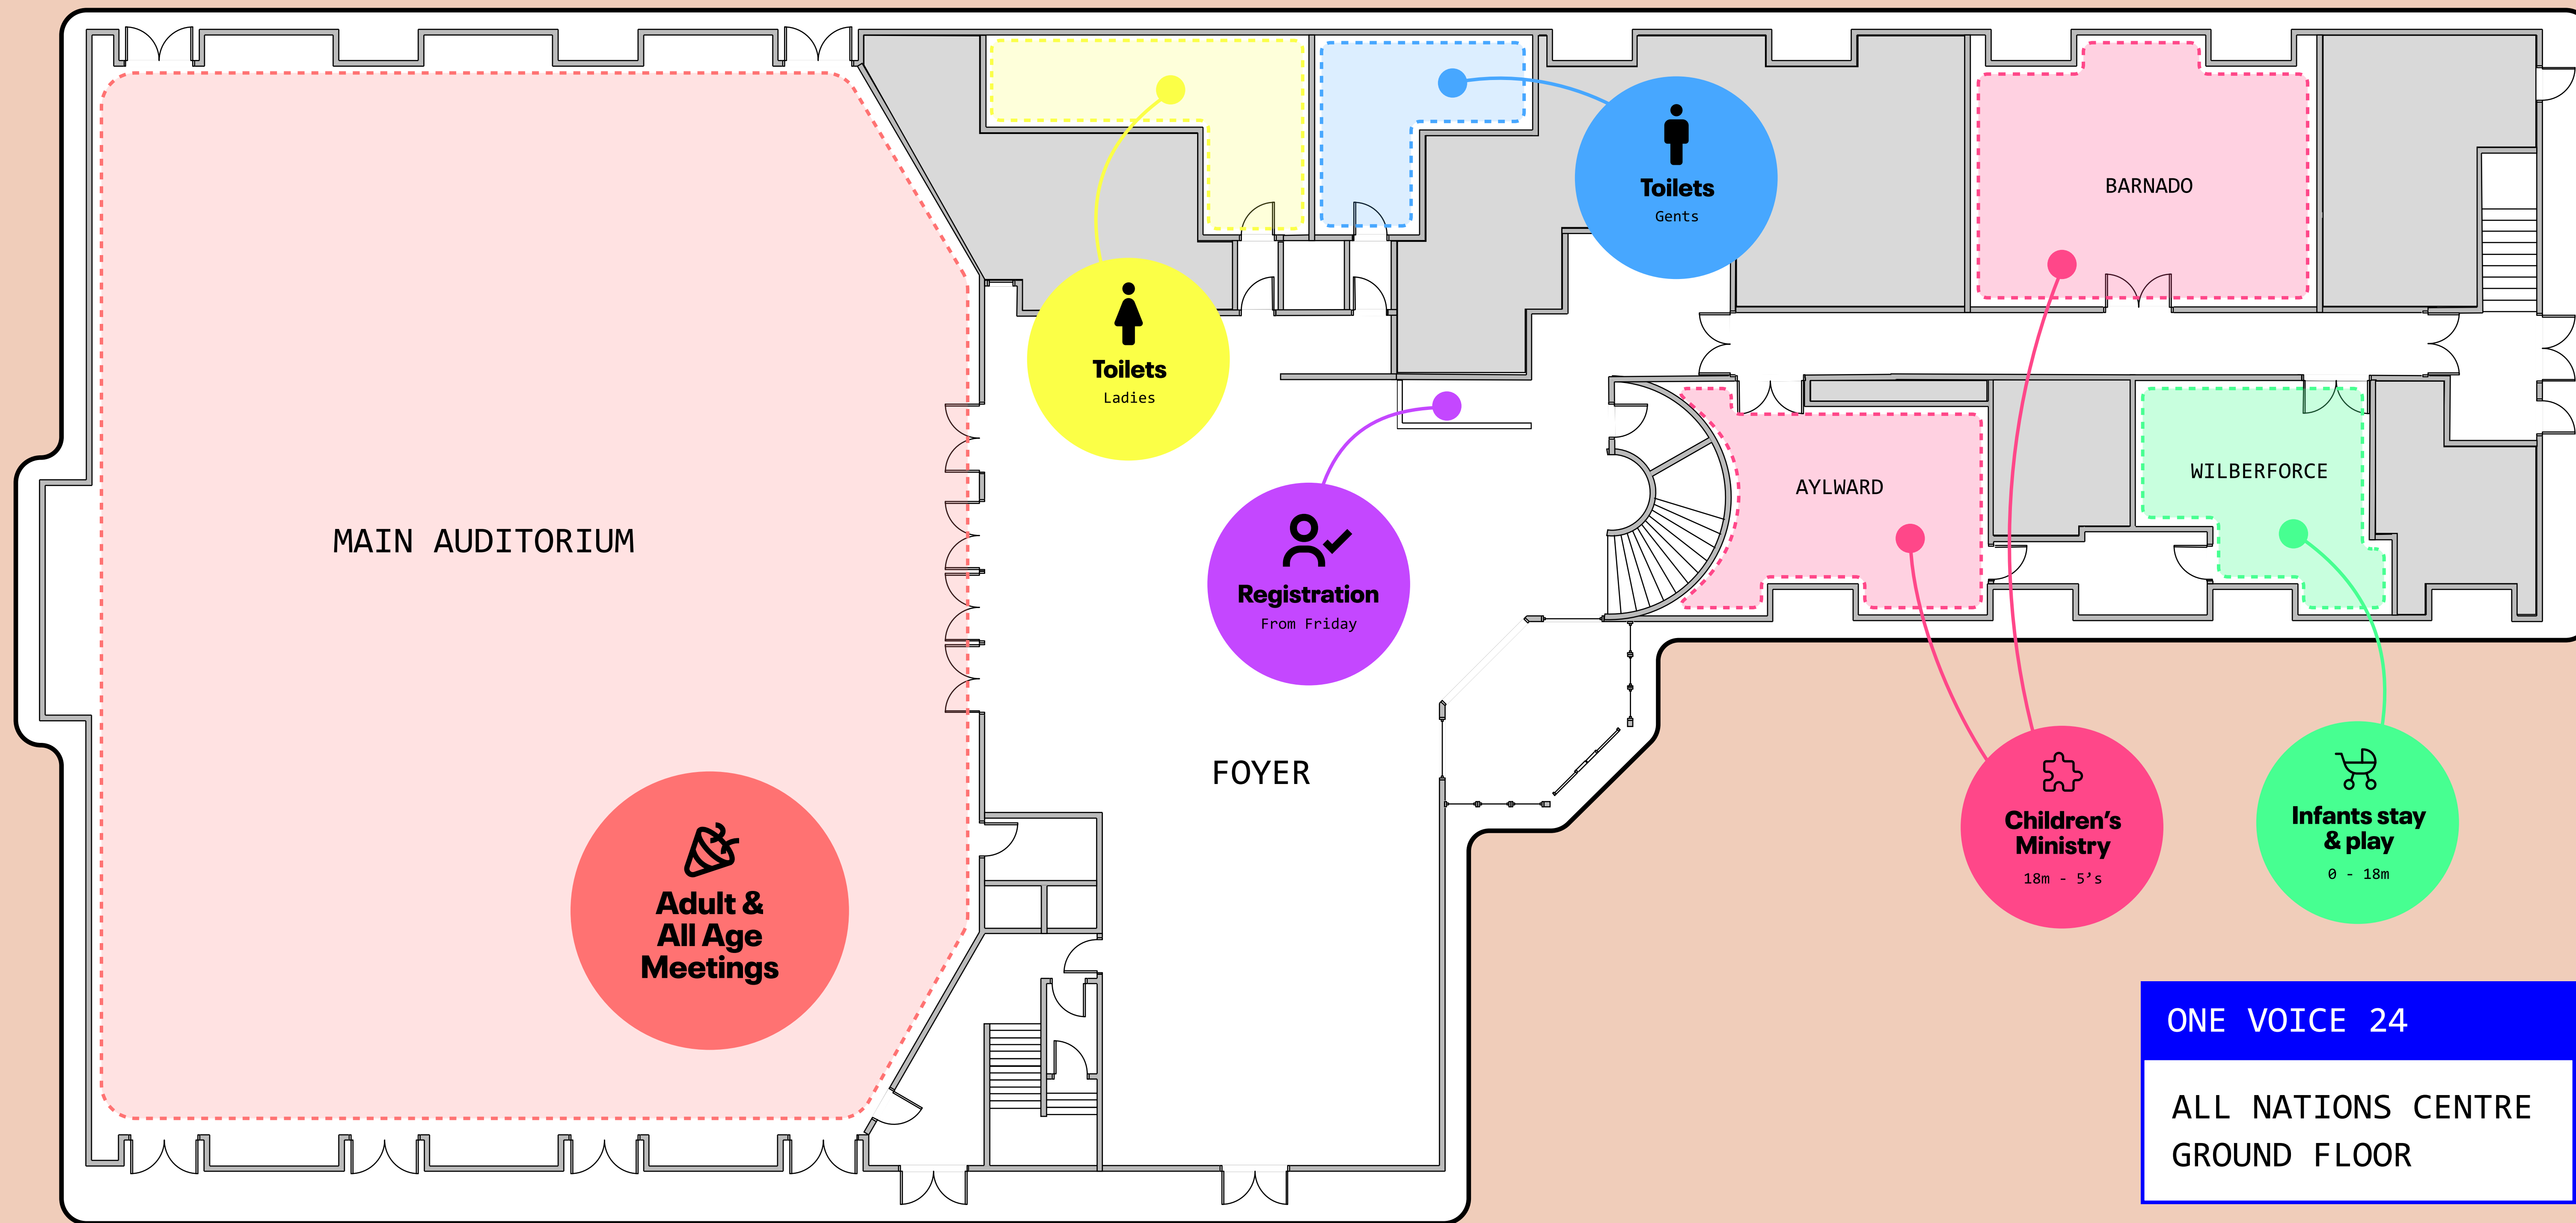 Toilets
Gents
BARNADO
Toilets
Ladies
AYLWARD
WILBERFORCE
MAIN AUDITORIUM
Registration
From Friday
FOYER
Adult &
All Age
Meetings
Children’s
Ministry
18m - 5’s
Infants stay
& play
0 - 18m
ONE VOICE 24
ALL NATIONS CENTRE
GROUND FLOOR